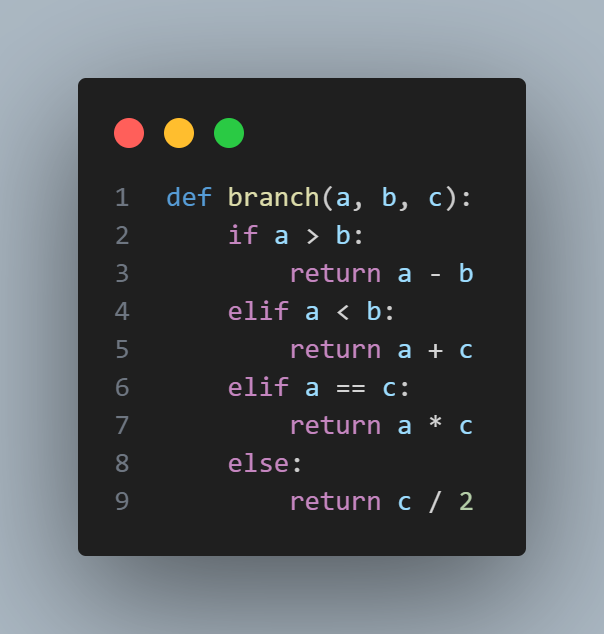 1 def branch(a, b, c):
2     if a > b:
3         return a - b
4     elif a < b:
5         return a + c
6     elif a == c:
7         return a * c
8     else:
9         return c / 2